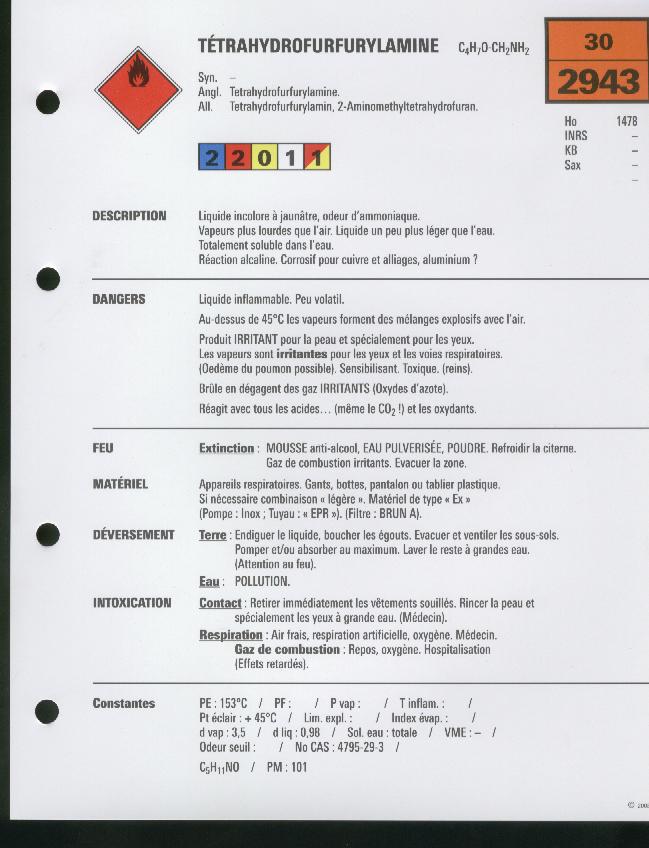 TÉTRAHYDROFURFURYLAMINE C₄H₇O-CH₂NH₂
30
2943
Syn. –
Angl. Tetrahydrofurfurylamine.
All. Tetrahydrofurfurylamin, 2-Aminomethyltetrahydrofuran.
Ho 1478
INRS –
KB –
Sax –
–
2 2 0 1 1
DESCRIPTION Liquide incolore à jaunâtre, odeur d'ammoniaque.
Vapeurs plus lourdes que l'air. Liquide un peu plus léger que l'eau.
Totalement soluble dans l'eau.
Réaction alcaline. Corrosif pour cuivre et alliages, aluminium ?
DANGERS Liquide inflammable. Peu volatil.
Au-dessus de 45°C les vapeurs forment des mélanges explosifs avec l'air.
Produit IRRITANT pour la peau et spécialement pour les yeux.
Les vapeurs sont irritantes pour les yeux et les voies respiratoires.
(Oedème du poumon possible). Sensibilisant. Toxique. (reins).
Brûle en dégagent des gaz IRRITANTS (Oxydes d'azote).
Réagit avec tous les acides... (même le CO₂ !) et les oxydants.
FEU Extinction : MOUSSE anti-alcool, EAU PULVERISÉE, POUDRE. Refroidir la citerne.
Gaz de combustion irritants. Evacuer la zone.
MATÉRIEL Appareils respiratoires. Gants, bottes, pantalon ou tablier plastique.
Si nécessaire combinaison « légère ». Matériel de type « Ex »
(Pompe : Inox ; Tuyau : « EPR »). (Filtre : BRUN A).
DÉVERSEMENT Terre : Endiguer le liquide, boucher les égouts. Evacuer et ventiler les sous-sols.
Pomper et/ou absorber au maximum. Laver le reste à grandes eau.
(Attention au feu).
Eau : POLLUTION.
INTOXICATION Contact : Retirer immédiatement les vêtements souillés. Rincer la peau et
spécialement les yeux à grande eau. (Médecin).
Respiration : Air frais, respiration artificielle, oxygène. Médecin.
Gaz de combustion : Repos, oxygène. Hospitalisation
(Effets retardés).
Constantes PE : 153°C / PF : / P vap : / T inflam. : /
Pt éclair : + 45°C / Lim. expl. : / Index évap. : /
d vap : 3,5 / d liq : 0,98 / Sol. eau : totale / VME : – /
Odeur seuil : / No CAS : 4795-29-3 /
C₅H₁₁NO / PM : 101
©